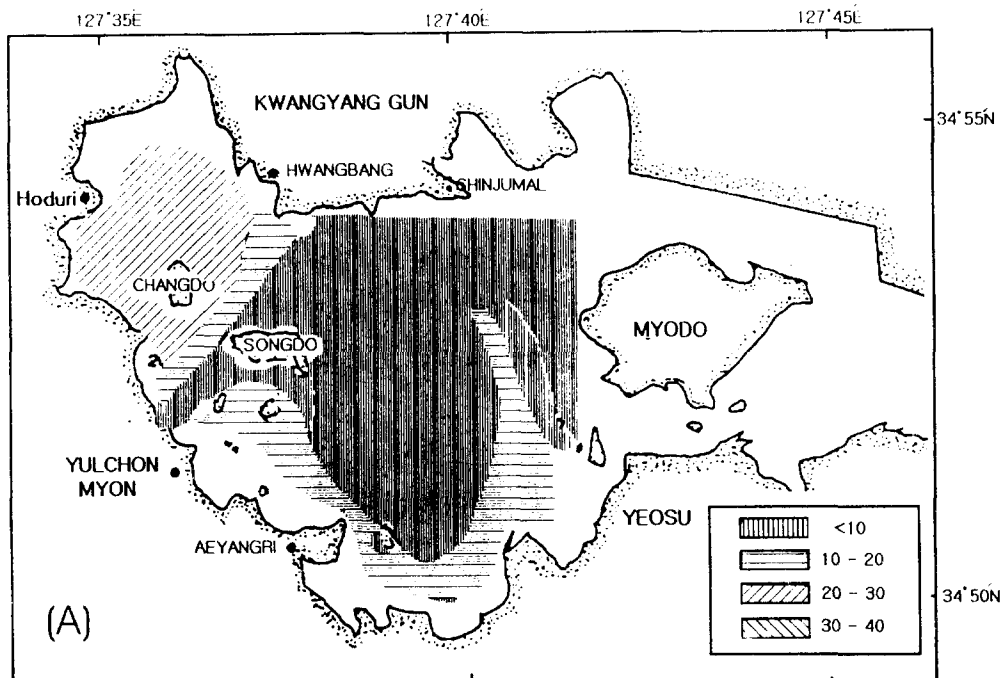 127°35E
127°40E
127°45E
KWANGYANG GUN
34°55N
HWANGBANG
SHINJUMAL
Hoduri
CHANGDO
SONGDO
MYODO
YULCHON
MYON
YEOSU
<10
AEYANGRI
10 - 20
20 - 30
34°50N
30 - 40
(A)